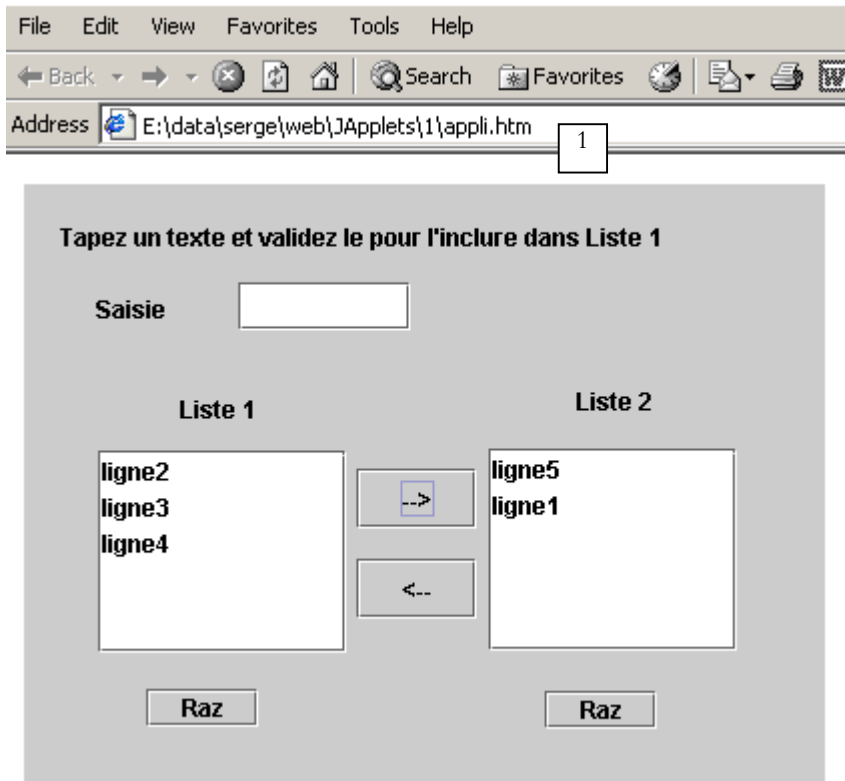 File Edit View Favorites Tools Help
Back Search Favorites
Address E:\data\serge\web\JApplets\1\appli.htm
1
Tapez un texte et validez le pour l'inclure dans Liste 1
Saisie
Liste 1
Liste 2
ligne2
ligne3
ligne4
-->
<--
ligne5
ligne1
Raz
Raz